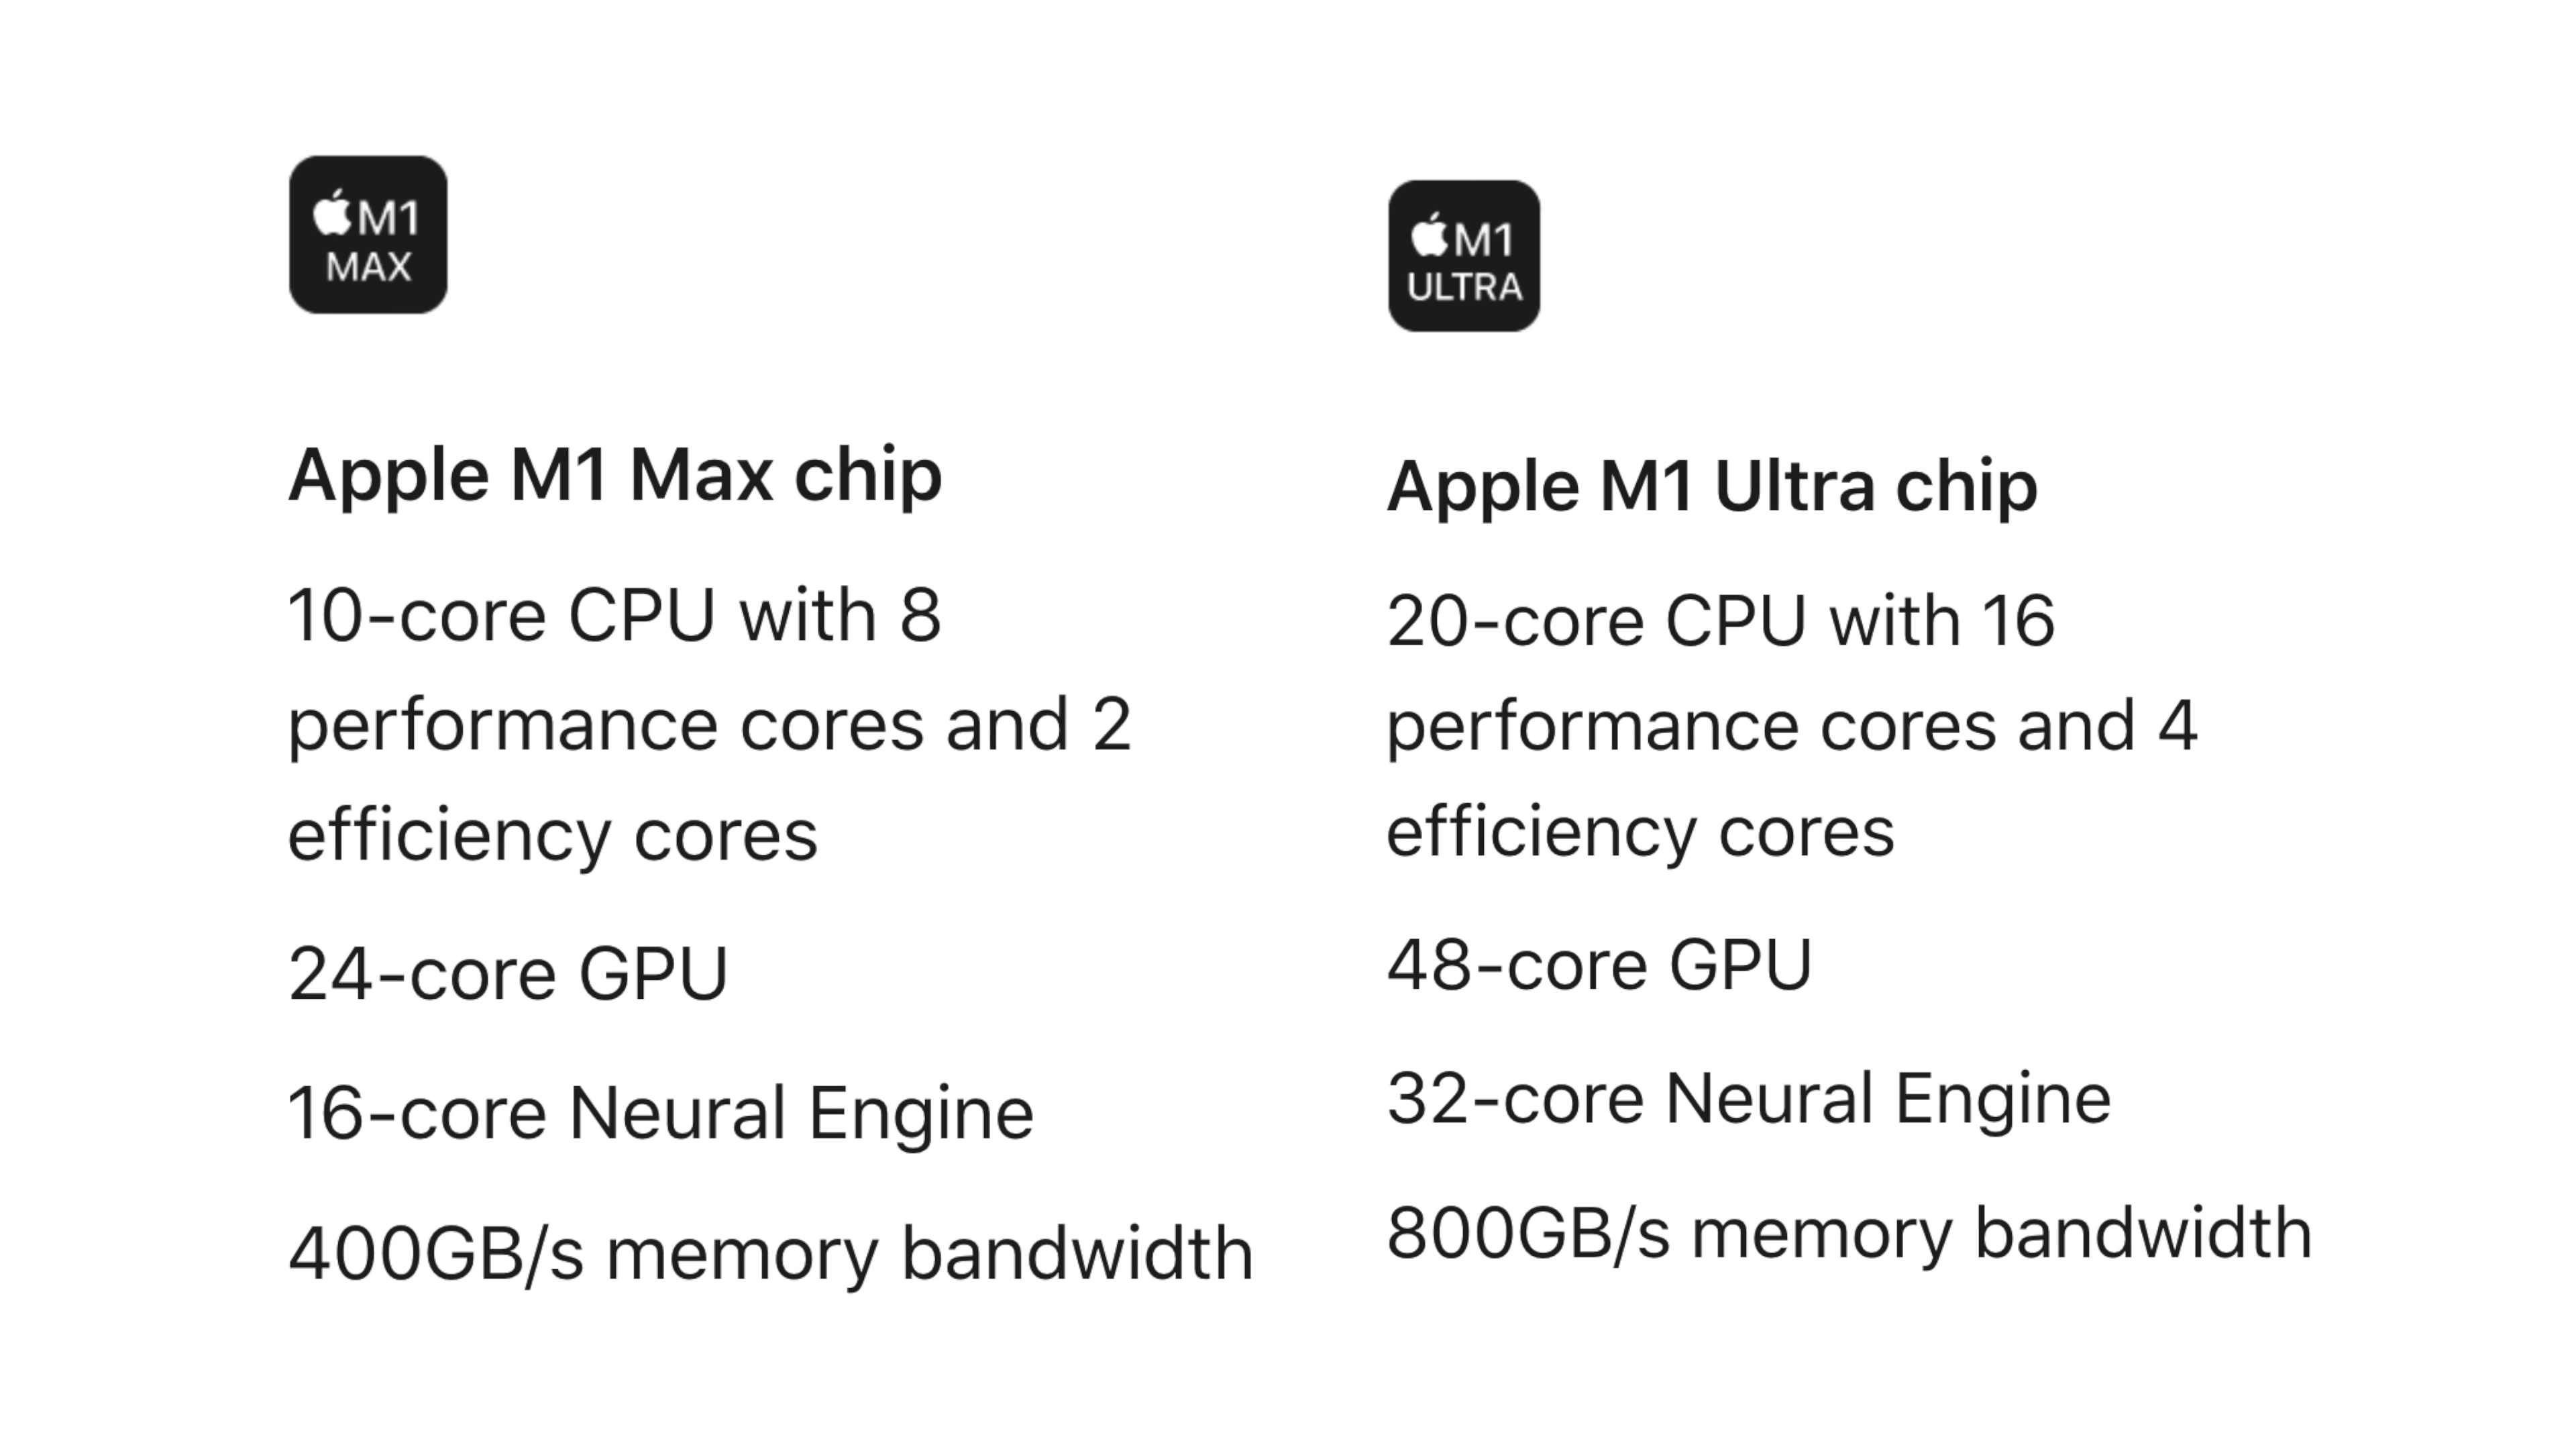 M1
MAX
Apple M1 Max chip
10-core CPU with 8
performance cores and 2
efficiency cores
24-core GPU
16-core Neural Engine
400GB/s memory bandwidth
M1
ULTRA
Apple M1 Ultra chip
20-core CPU with 16
performance cores and 4
efficiency cores
48-core GPU
32-core Neural Engine
800GB/s memory bandwidth